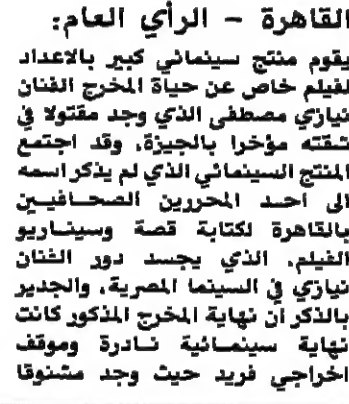 القاهرة - الرأي العام:
يقوم منتج سينمائي كبير بالاعداد
لفيلم خاص عن حياة المخرج الفنان
نيازي مصطفى الذي وجد مقتولا في
شقته مؤخرا بالجيزة، وقد اجتمع
المنتج السينمائي الذي لم يذكر اسمه
الى احد المحررين الصحافيين
بالقاهرة لكتابة قصة وسيناريو
الفيلم، الذي يجسد دور الفنان
نيازي في السينما المصرية، والجدير
بالذكر أن نهاية المخرج المذكور كانت
نهاية سينمائية نادرة وموقف
اخراجي فريد حيث وجد مشنوقا